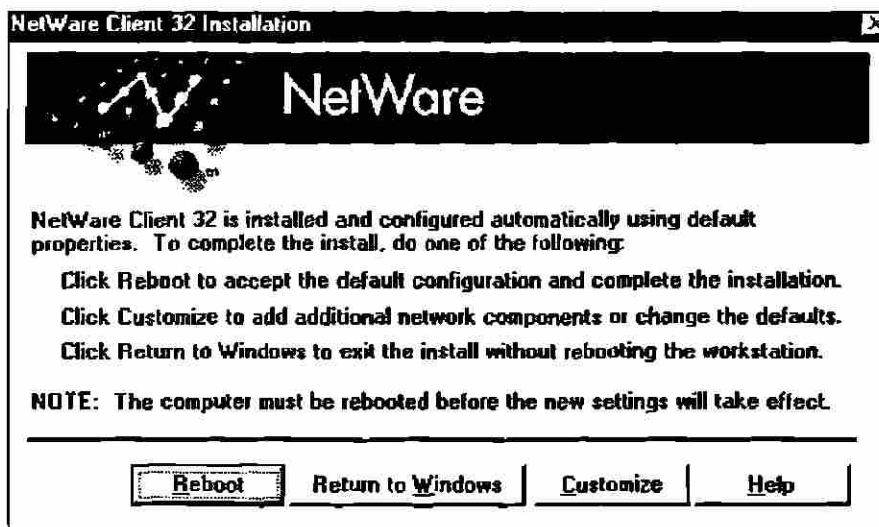 NetWare Client 32 Installation
NetWare
NetWare Client 32 is installed and configured automatically using default
properties. To complete the install, do one of the following:
Click Reboot to accept the default configuration and complete the installation.
Click Customize to add additional network components or change the defaults.
Click Return to Windows to exit the install without rebooting the workstation.
NOTE: The computer must be rebooted before the new settings will take effect.
Reboot Return to Windows Customize Help